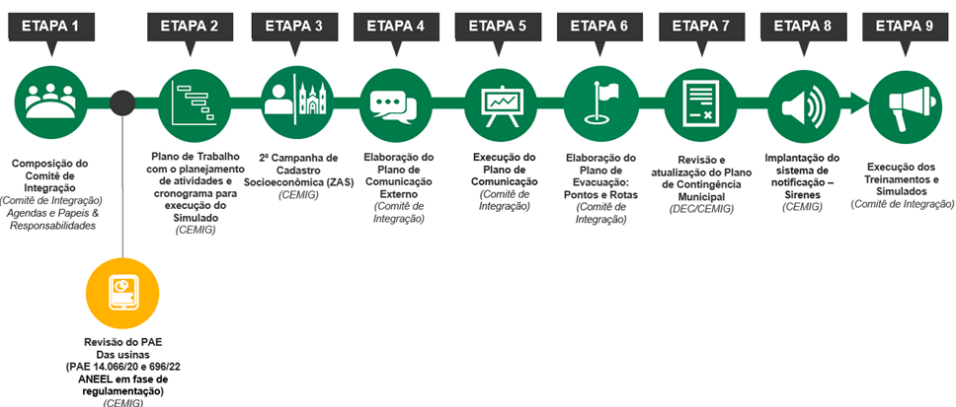 ETAPA 1
ETAPA 2
ETAPA 3
ETAPA 4
ETAPA 5
ETAPA 6
ETAPA 7
ETAPA 8
ETAPA 9
Composição do
Comitê de
Integração
(Comitê de Integração)
Agendas e Papeis &
Responsabilidades
Plano de Trabalho
com o planejamento
de atividades e
cronograma para
execução do
Simulado
(CEMIG)
2ª Campanha de
Cadastro
Socioeconômica (ZAS)
(CEMIG)
Elaboração do
Plano de
Comunicação
Externo
(Comitê de
Integração)
Execução do
Plano de
Comunicação
(Comitê de
Integração)
Elaboração do
Plano de
Evacuação:
Pontos e Rotas
(Comitê de
Integração)
Revisão e
atualização do Plano
de Contingência
Municipal
(DEC/CEMIG)
Implantação do
sistema de
notificação –
Sirenes
(CEMIG)
Execução dos
Treinamentos e
Simulados
(Comitê de Integração)
Revisão do PAE
Das usinas
(PAE 14.066/20 e 696/22
ANEEL em fase de
regulamentação)
(CEMIG)